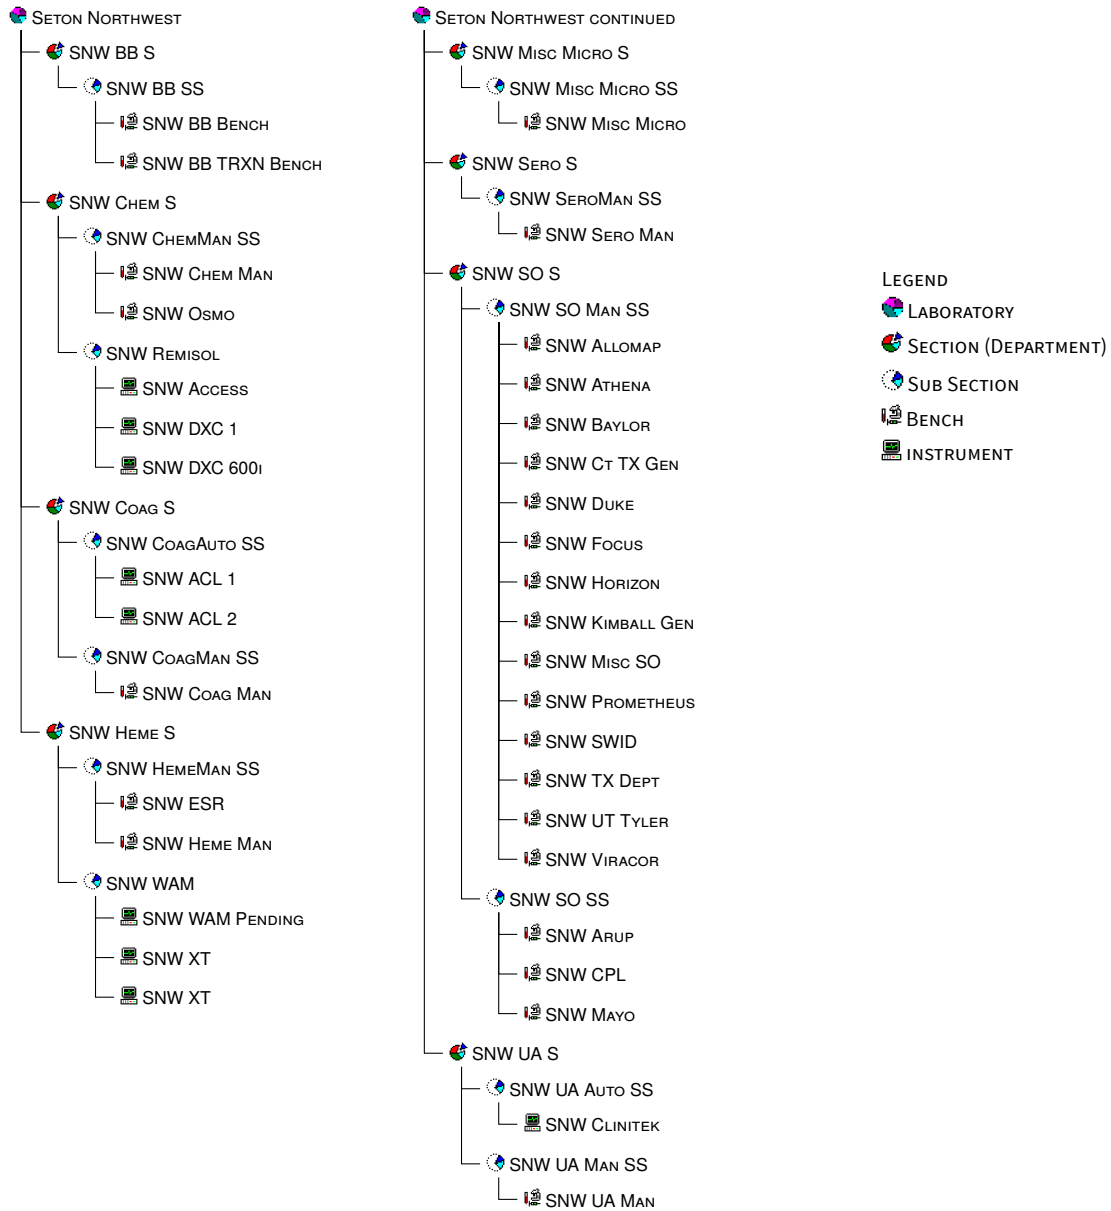 Seton Northwest
SNW BB S
SNW BB SS
SNW BB Bench
SNW BB TRXN Bench
SNW Chem S
SNW ChemMan SS
SNW Chem Man
SNW Osmo
SNW Remisol
SNW Access
SNW DXC 1
SNW DXC 600i
SNW Coag S
SNW CoagAuto SS
SNW ACL 1
SNW ACL 2
SNW CoagMan SS
SNW Coag Man
SNW Heme S
SNW HemeMan SS
SNW ESR
SNW Heme Man
SNW WAM
SNW WAM Pending
SNW XT
SNW XT
Seton Northwest continued
SNW Misc Micro S
SNW Misc Micro SS
SNW Misc Micro
SNW Sero S
SNW SeroMan SS
SNW Sero Man
SNW SO S
SNW SO Man SS
SNW Allomap
SNW Athena
SNW Baylor
SNW Ct TX Gen
SNW Duke
SNW Focus
SNW Horizon
SNW Kimball Gen
SNW Misc SO
SNW Prometheus
SNW SWID
SNW TX Dept
SNW UT Tyler
SNW Viracor
SNW SO SS
SNW Arup
SNW CPL
SNW Mayo
SNW UA S
SNW UA Auto SS
SNW Clinitek
SNW UA Man SS
SNW UA Man
Legend
Laboratory
Section (Department)
Sub Section
Bench
instrument